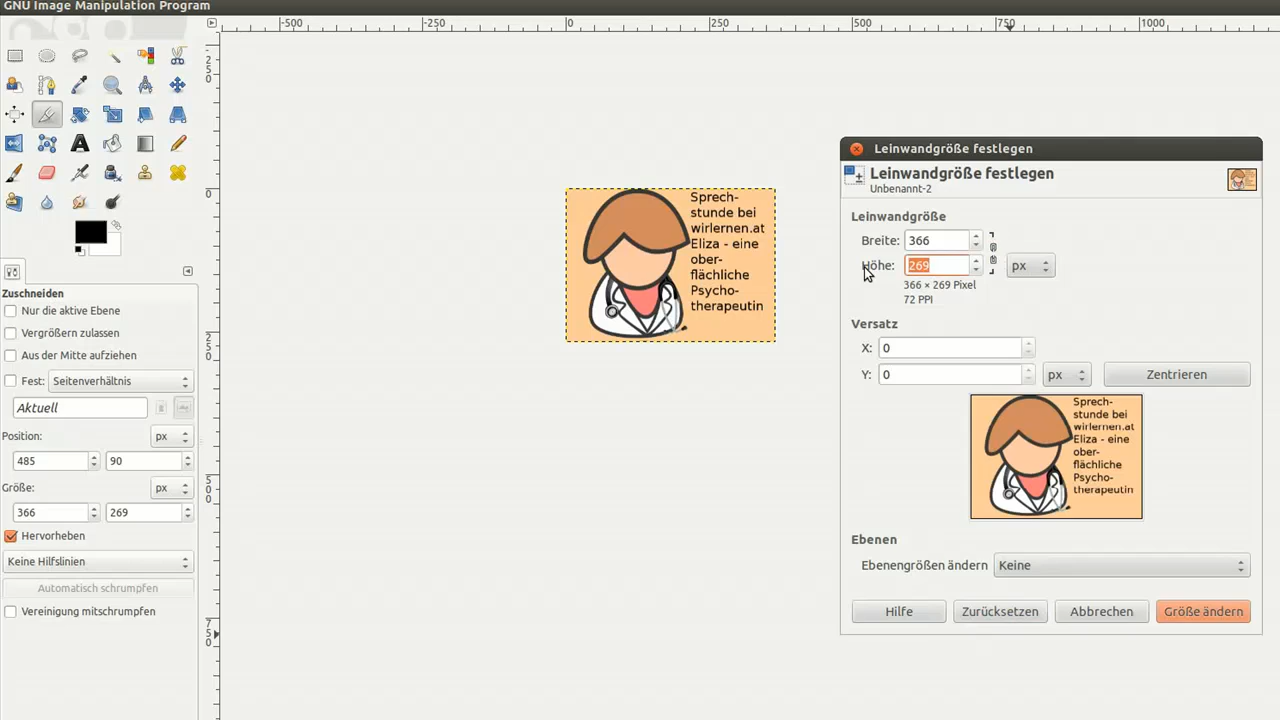 GNU Image Manipulation Program
-500
-250
0
250
500
750
1000
0
250
500
750
Zuschneiden
Nur die aktive Ebene
Vergrößern zulassen
Aus der Mitte aufziehen
Fest: Seitenverhältnis
Aktuell
Position: px
485 90
Größe: px
366 269
Hervorheben
Keine Hilfslinien
Automatisch schrumpfen
Vereinigung mitschrumpfen
Sprech-
stunde bei
wirlernen.at
Eliza - eine
ober-
flächliche
Psycho-
therapeutin
Leinwandgröße festlegen
Leinwandgröße festlegen
Unbenannt-2
Leinwandgröße
Breite: 366
Höhe: 269 px
366 × 269 Pixel
72 PPI
Versatz
X: 0
Y: 0 px Zentrieren
Sprech-
stunde bei
wirlernen.at
Eliza - eine
ober-
flächliche
Psycho-
therapeutin
Ebenen
Ebenengrößen ändern Keine
Hilfe Zurücksetzen Abbrechen Größe ändern